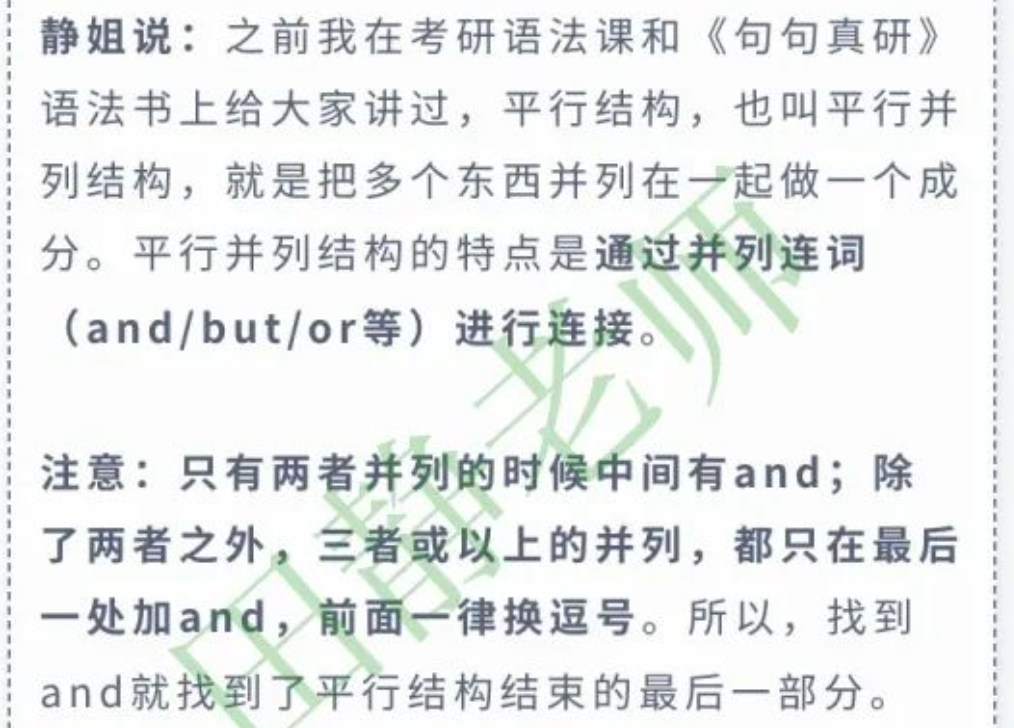 静姐说：之前我在考研语法课和《句句真研》
语法书上给大家讲过，平行结构，也叫平行并
列结构，就是把多个东西并列在一起做一个成
分。平行并列结构的特点是通过并列连词
（and/but/or等）进行连接。
注意：只有两者并列的时候中间有and；除
了两者之外，三者或以上的并列，都只在最后
一处加and，前面一律换逗号。所以，找到
and就找到了平行结构结束的最后一部分。
田静老师